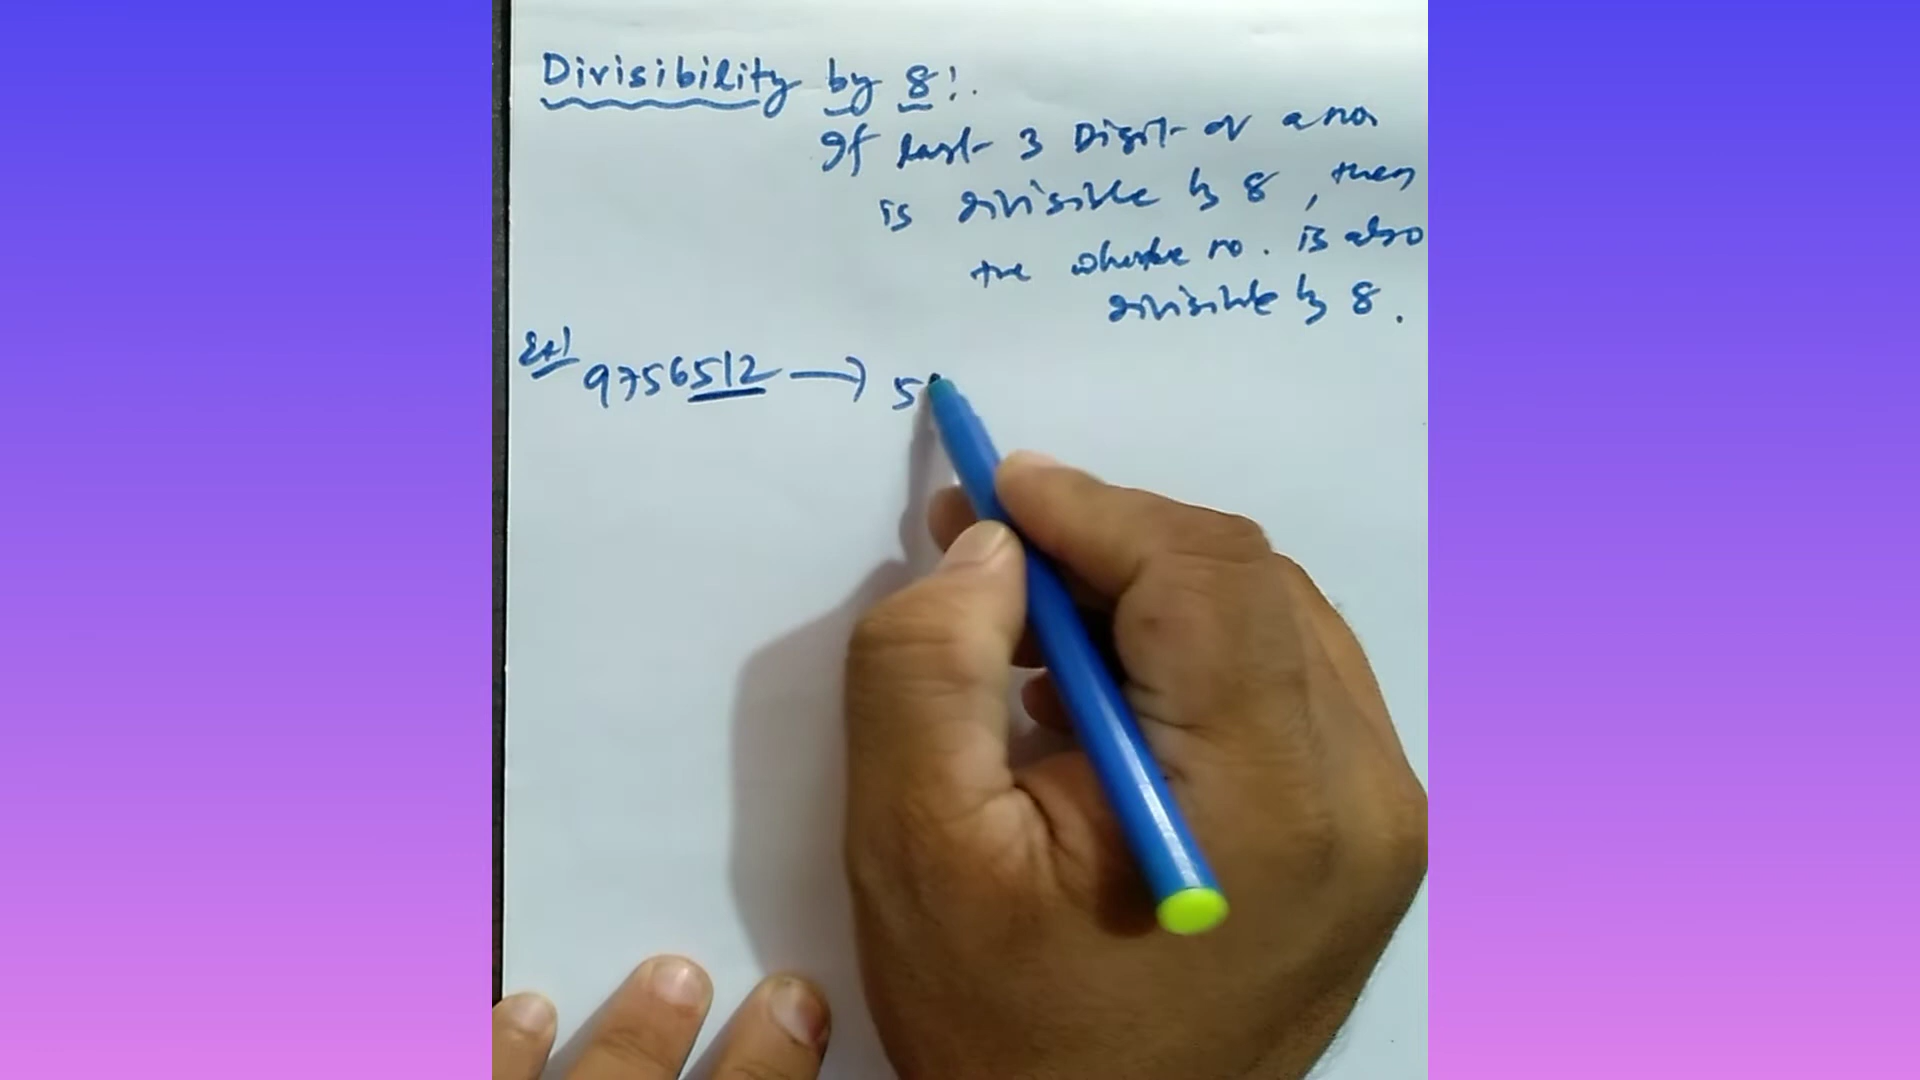 Divisibility by 8:.
If last 3 Digit of a no.
is divisible by 8, then
the whole no. is also
divisible by 8.
Ex1 9756512 → 5